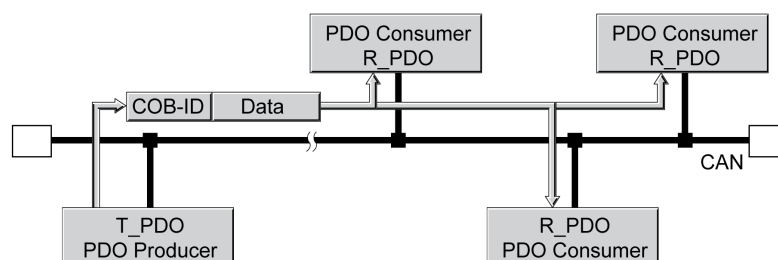 PDO Consumer
R_PDO
PDO Consumer
R_PDO
COB-ID
Data
CAN
T_PDO
PDO Producer
R_PDO
PDO Consumer